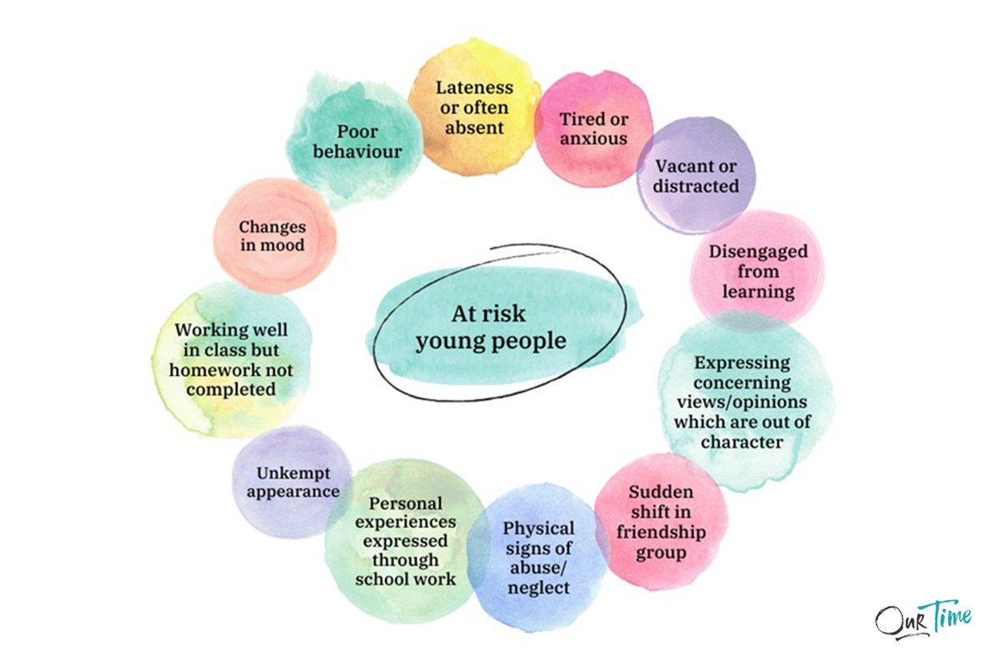 Lateness
or often
absent
Tired or
anxious
Vacant or
distracted
Disengaged
from
learning
Expressing
concerning
views/opinions
which are out of
character
Sudden
shift in
friendship
group
Physical
signs of
abuse/
neglect
Personal
experiences
expressed
through
school work
Unkempt
appearance
Working well
in class but
homework not
completed
Changes
in mood
Poor
behaviour
At risk
young people
Our Time